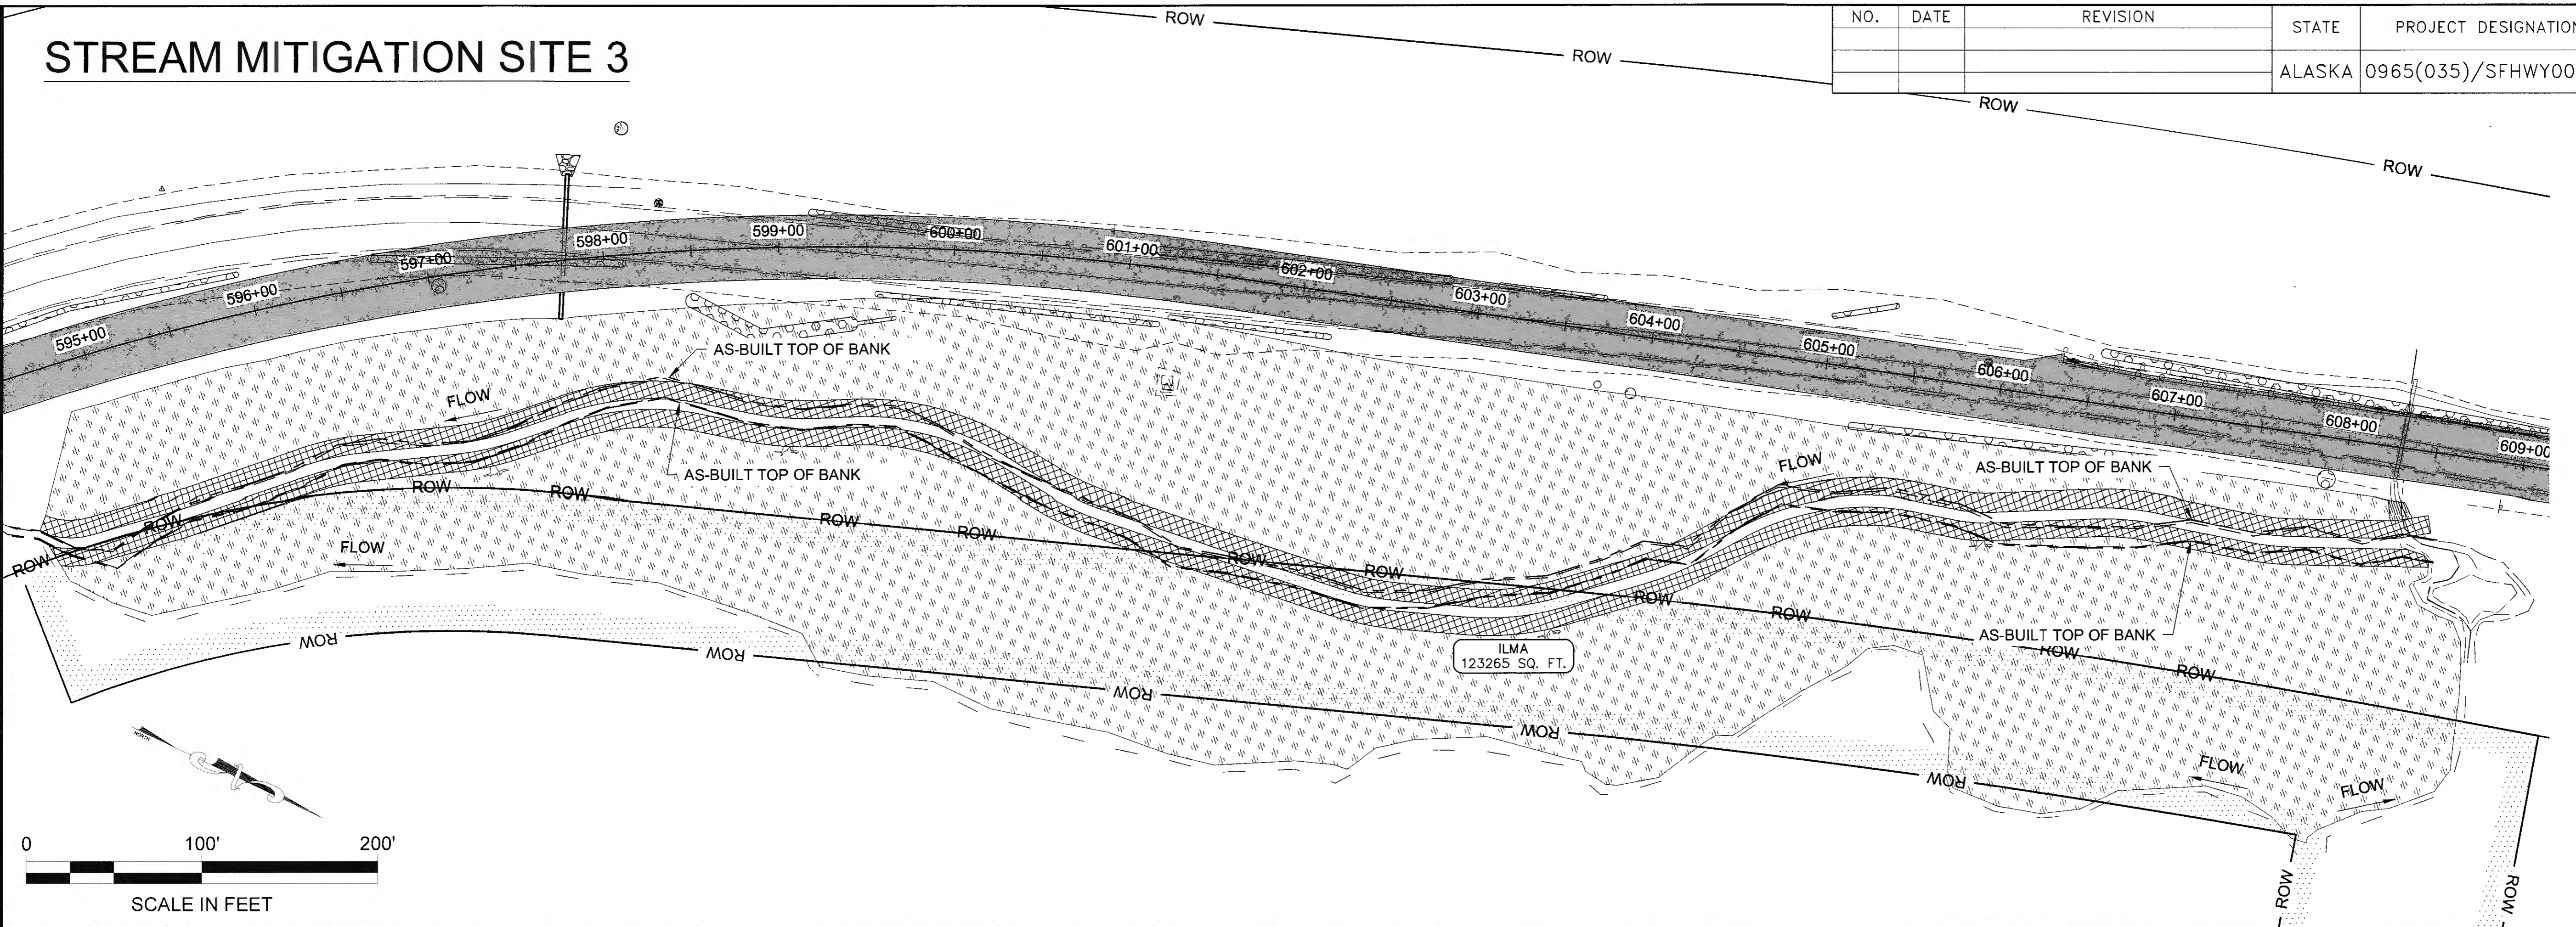 STREAM MITIGATION SITE 3
NO. DATE REVISION STATE PROJECT DESIGNATION
ALASKA 0965(035)/SFHWY00
ROW
ROW
ROW
ROW
595+00
596+00
597+00
598+00
599+00
600+00
601+00
602+00
603+00
604+00
605+00
606+00
607+00
608+00
609+00
AS-BUILT TOP OF BANK
FLOW
AS-BUILT TOP OF BANK
FLOW
AS-BUILT TOP OF BANK
AS-BUILT TOP OF BANK
ROW
ROW
ROW
ROW
ROW
ROW
ROW
ROW
ROW
ROW
ROW
ROW
FLOW
ILMA
123265 SQ. FT.
ROW
ROW
ROW
ROW
ROW
FLOW
FLOW
ROW
ROW
NORTH
0 100' 200'
SCALE IN FEET